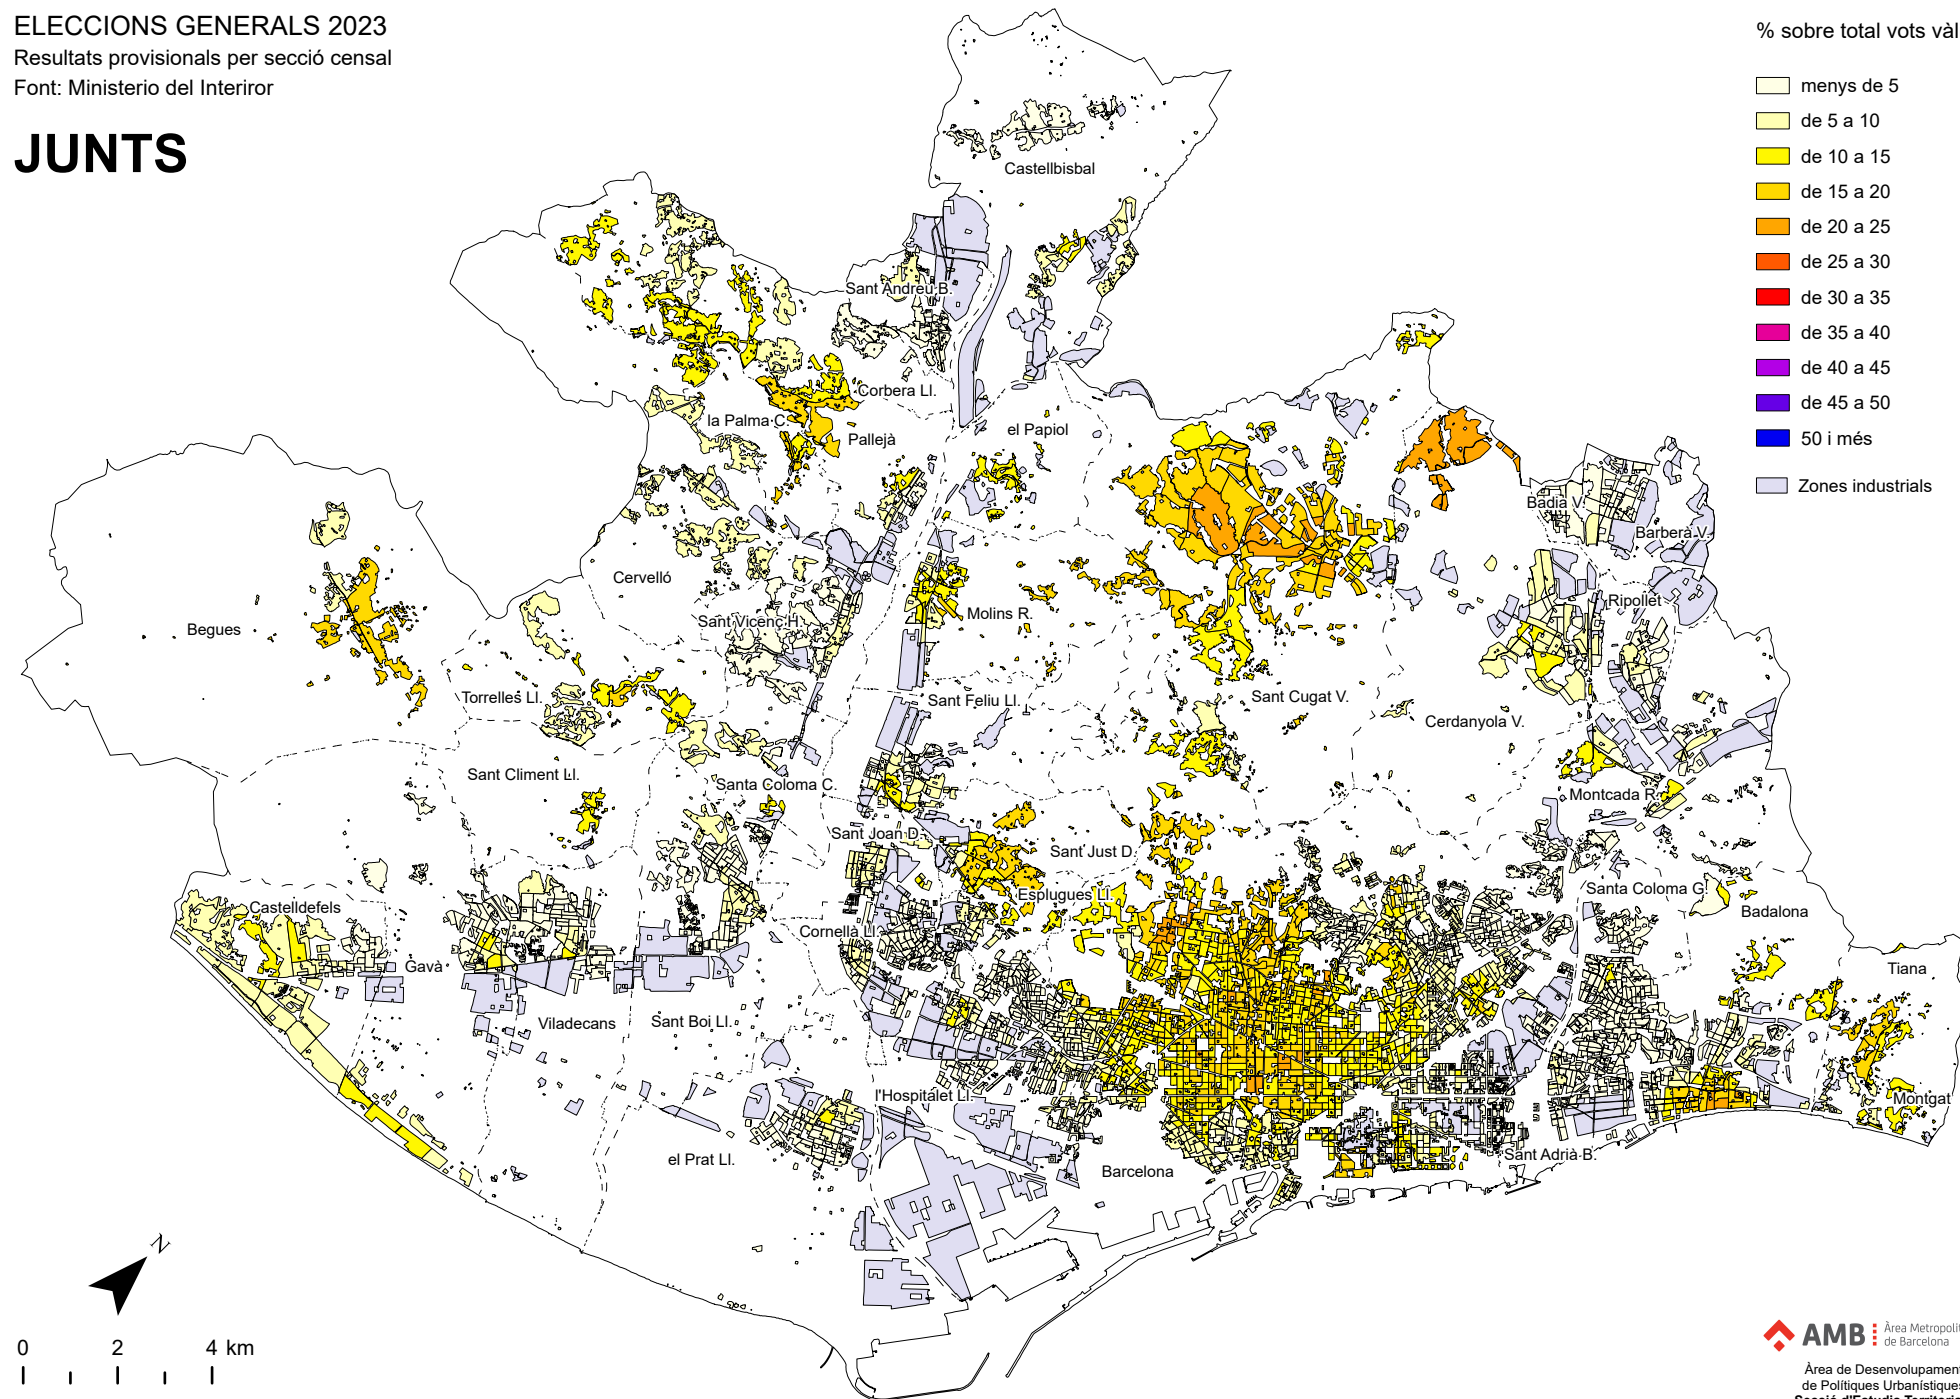 ELECCIONS GENERALS 2023
Resultats provisionals per secció censal
Font: Ministerio del Interiror
JUNTS
% sobre total vots vàl
menys de 5
de 5 a 10
de 10 a 15
de 15 a 20
de 20 a 25
de 25 a 30
de 30 a 35
de 35 a 40
de 40 a 45
de 45 a 50
50 i més
Zones industrials
Castellbisbal
Sant Andreu B.
Corbera Ll.
la Palma C.
Pallejà
el Papiol
Badia V.
Barberà V.
Cervelló
Ripollet
Begues
Sant Vicenç H.
Molins R.
Torrelles Ll.
Sant Feliu Ll.
Sant Cugat V.
Cerdanyola V.
Sant Climent Ll.
Santa Coloma C.
Montcada R.
Sant Joan D.
Sant Just D.
Esplugues Ll.
Santa Coloma G.
Castelldefels
Badalona
Cornellà Ll.
Gavà
Tiana
Viladecans
Sant Boi Ll.
l'Hospitalet Ll.
Montgat
el Prat Ll.
Barcelona
Sant Adrià B.
N
0 2 4 km
AMB
Àrea Metropolit
de Barcelona
Àrea de Desenvolupament
de Polítiques Urbanístiques
Secció d'Estudis Territoria